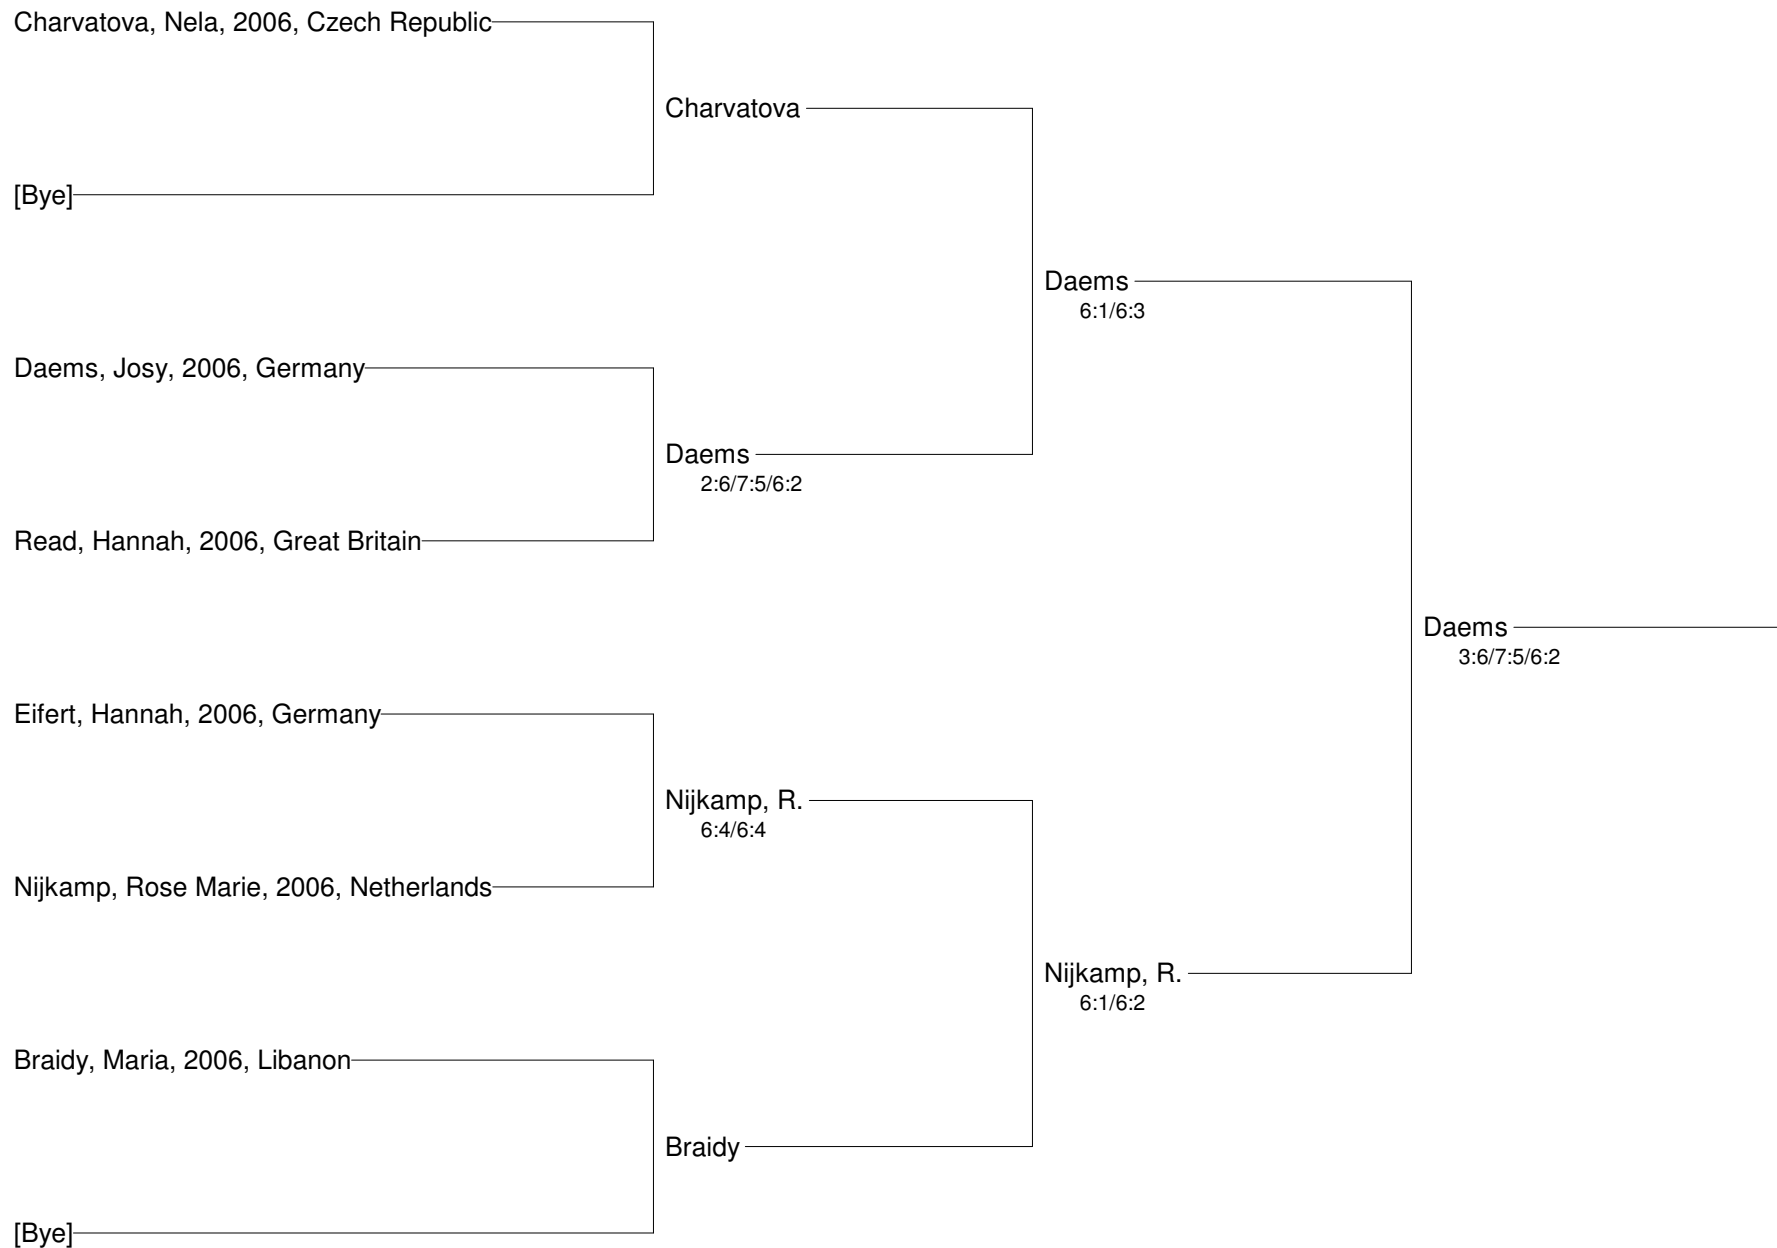 Charvatova, Nela, 2006, Czech Republic
Charvatova
[Bye]
Daems
6:1/6:3
Daems, Josy, 2006, Germany
Daems
2:6/7:5/6:2
Read, Hannah, 2006, Great Britain
Daems
3:6/7:5/6:2
Eifert, Hannah, 2006, Germany
Nijkamp, R.
6:4/6:4
Nijkamp, Rose Marie, 2006, Netherlands
Nijkamp, R.
6:1/6:2
Braidy, Maria, 2006, Libanon
Braidy
[Bye]